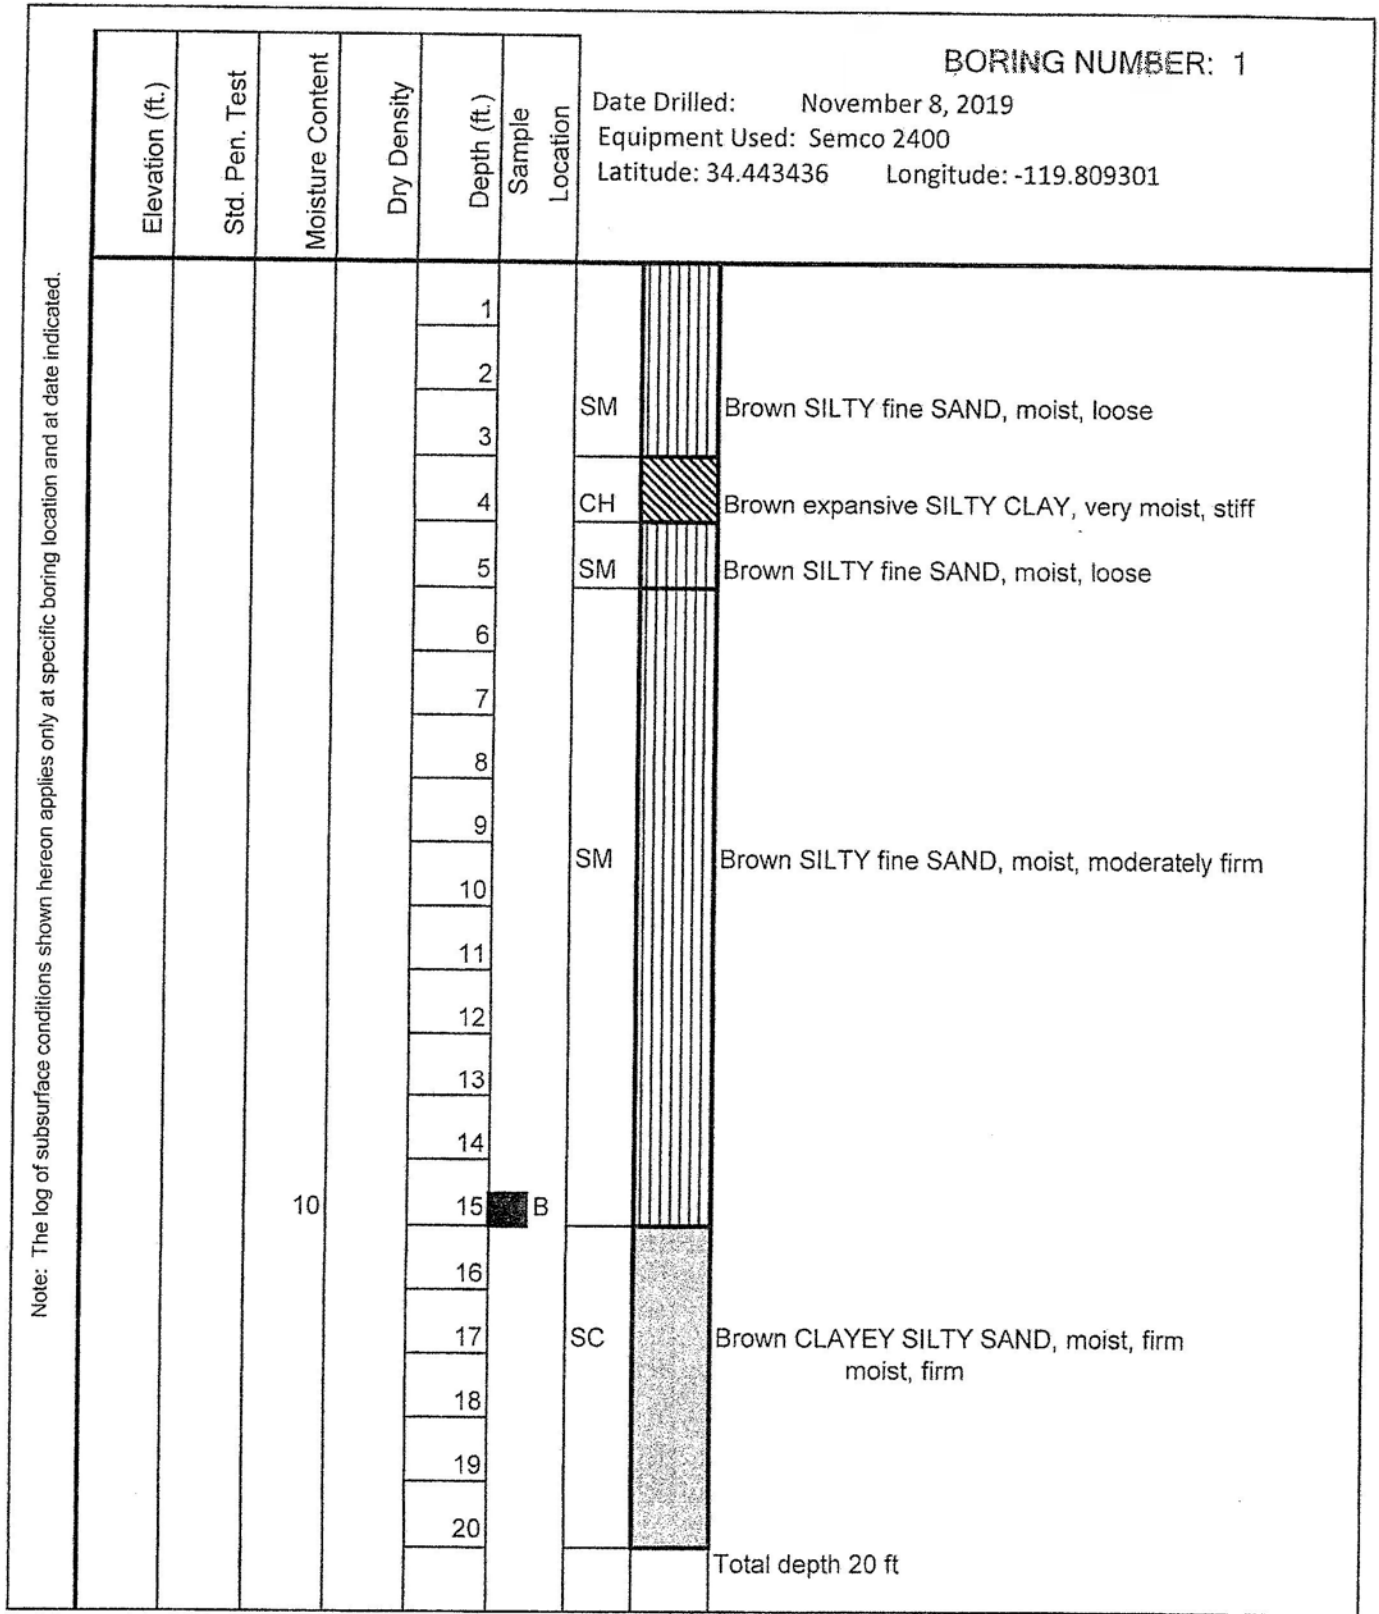 BORING NUMBER: 1
Date Drilled: November 8, 2019
Equipment Used: Semco 2400
Latitude: 34.443436 Longitude: -119.809301
Elevation (ft.)
Std. Pen. Test
Moisture Content
Dry Density
Depth (ft.)
Sample
Location
Note: The log of subsurface conditions shown hereon applies only at specific boring location and at date indicated.
1
2
SM Brown SILTY fine SAND, moist, loose
3
4 CH Brown expansive SILTY CLAY, very moist, stiff
5 SM Brown SILTY fine SAND, moist, loose
6
7
8
9
SM Brown SILTY fine SAND, moist, moderately firm
10
11
12
13
14
10 15 B
16
17 SC Brown CLAYEY SILTY SAND, moist, firm
moist, firm
18
19
20
Total depth 20 ft